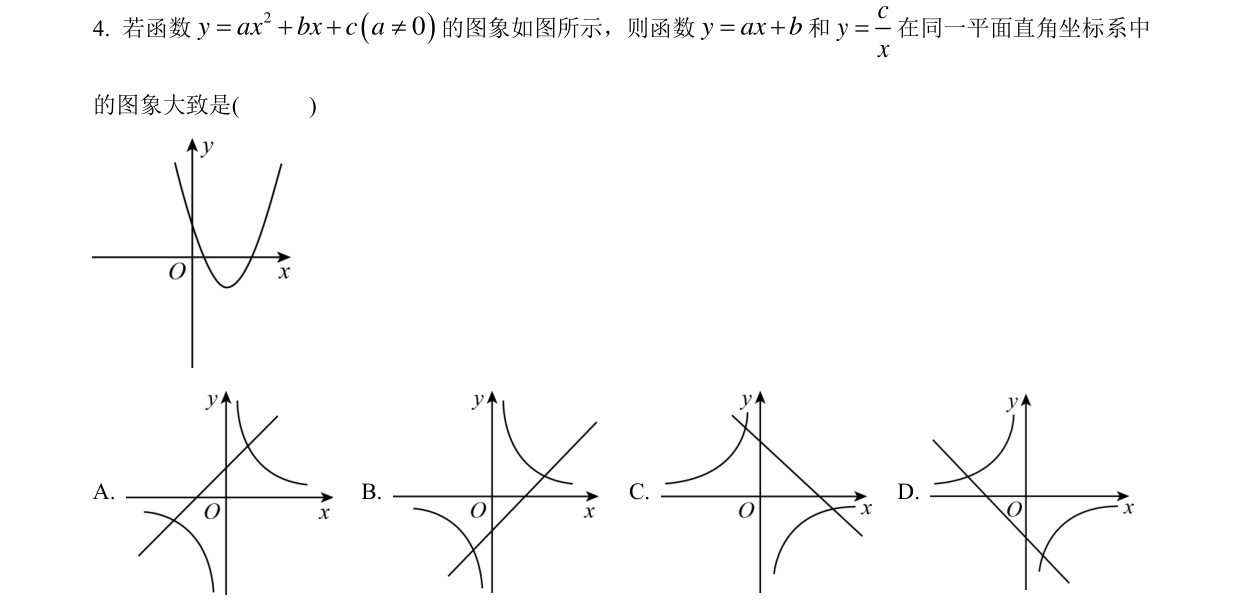 4. 若函数 y = ax² + bx + c(a ≠ 0) 的图象如图所示，则函数 y = ax + b 和 y = c/x 在同一平面直角坐标系中
的图象大致是(　　)
y
O
x
A.
y
O
x
B.
y
O
x
C.
y
O
x
D.
y
O
x